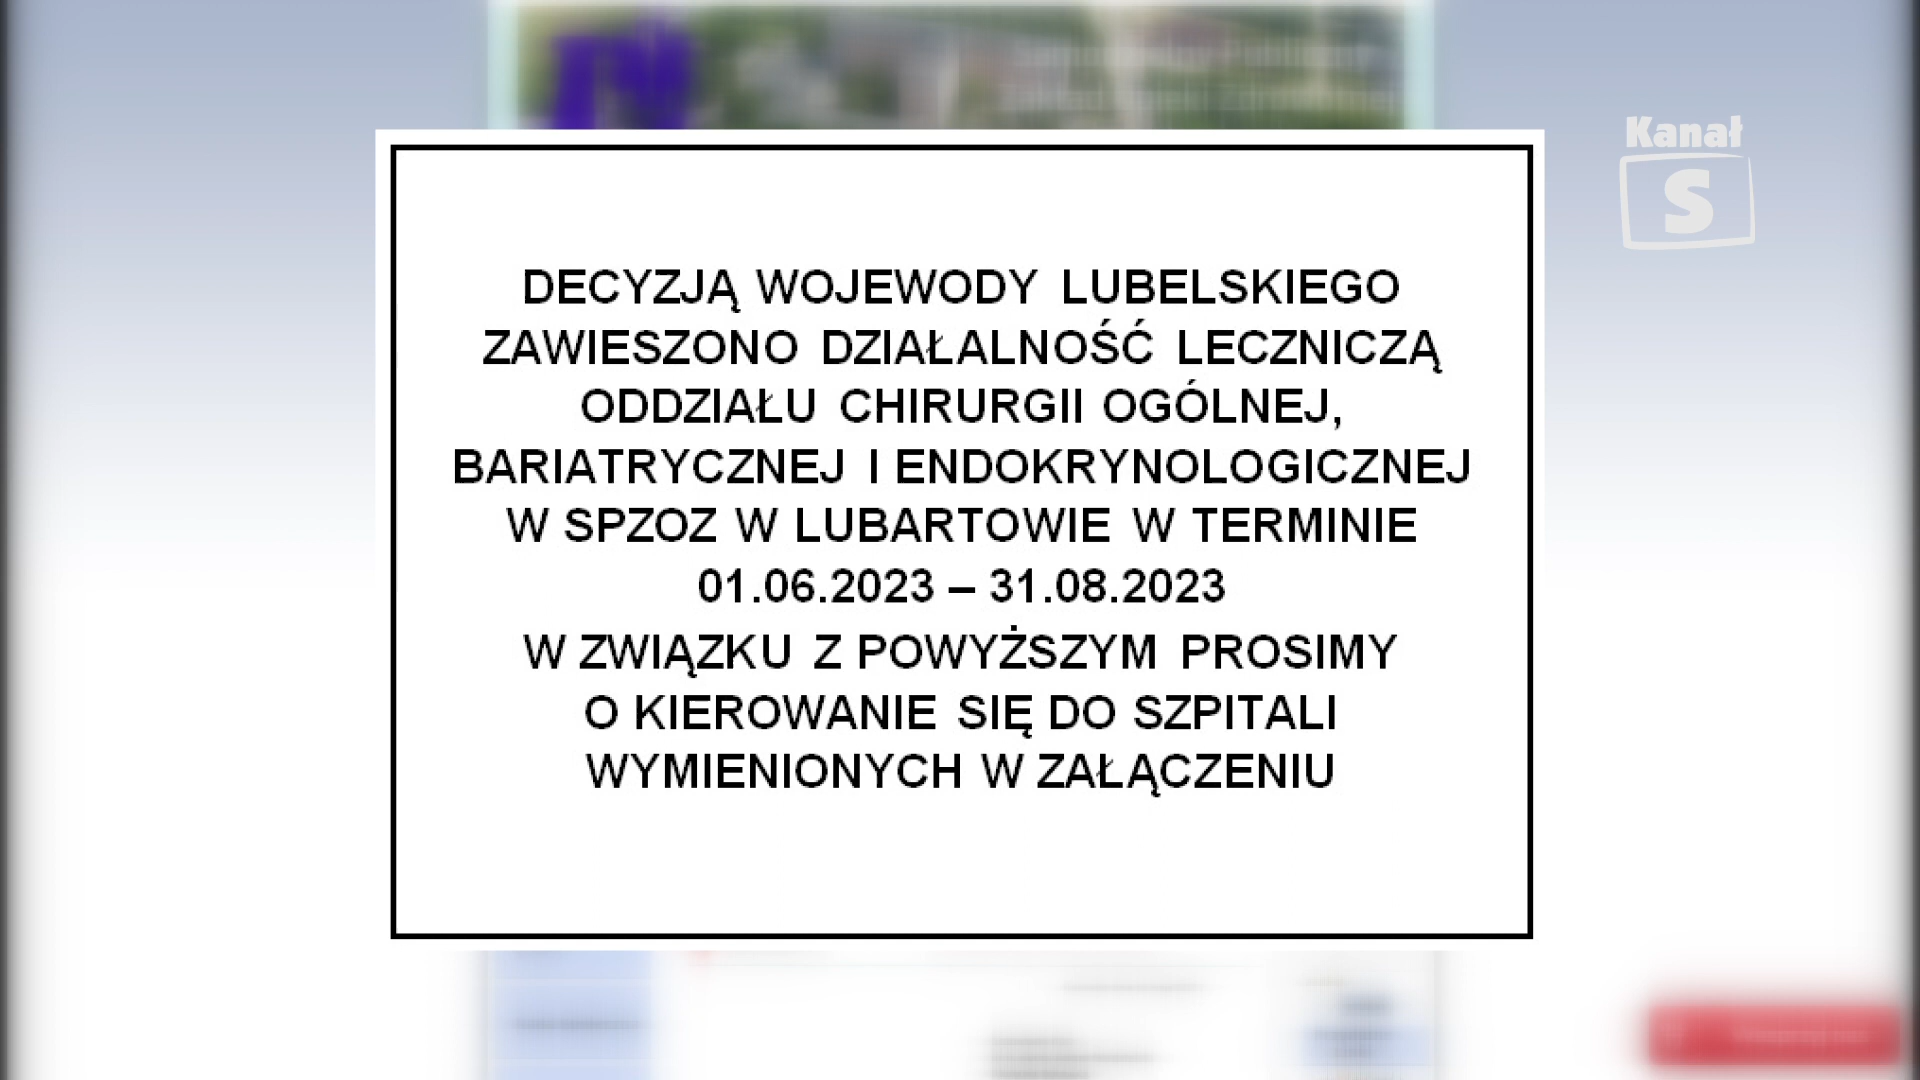 Kanał
S
DECYZJĄ WOJEWODY LUBELSKIEGO
ZAWIESZONO DZIAŁALNOŚĆ LECZNICZĄ
ODDZIAŁU CHIRURGII OGÓLNEJ,
BARIATRYCZNEJ I ENDOKRYNOLOGICZNEJ
W SPZOZ W LUBARTOWIE W TERMINIE
01.06.2023 – 31.08.2023
W ZWIĄZKU Z POWYŻSZYM PROSIMY
O KIEROWANIE SIĘ DO SZPITALI
WYMIENIONYCH W ZAŁĄCZENIU